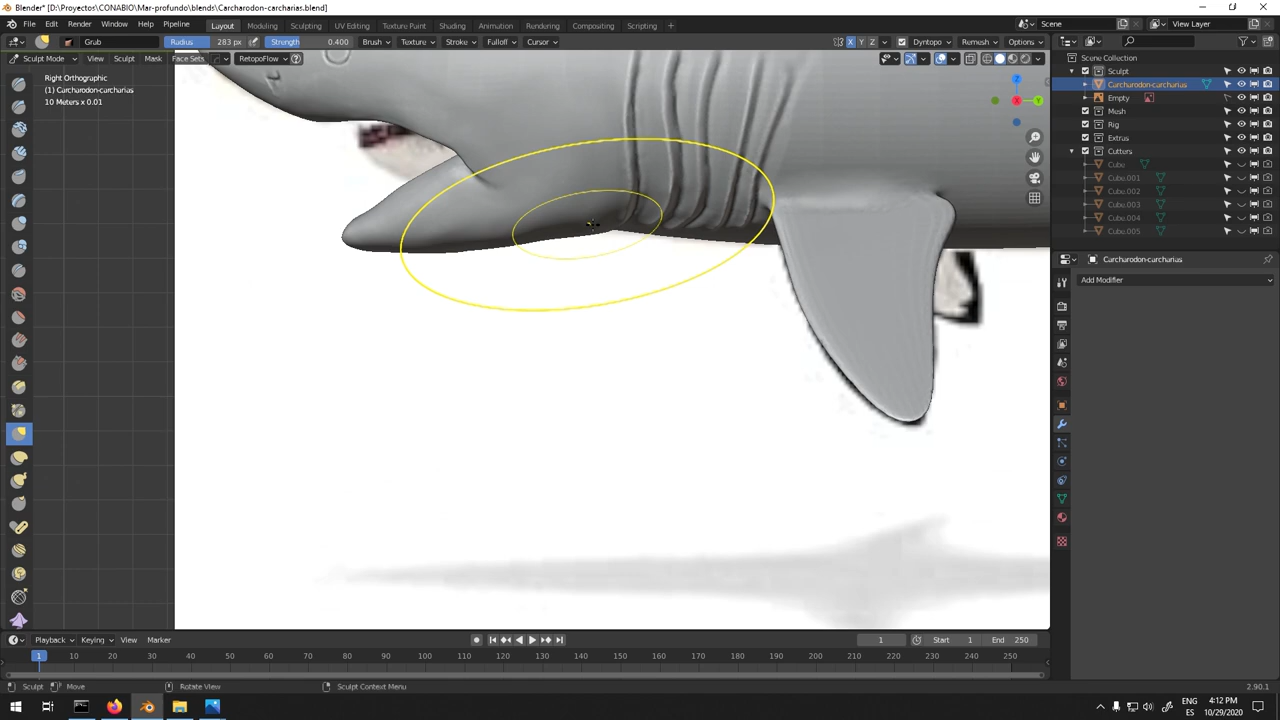 Blender* [D:\Proyectos\CONABIO\Mar-profundo\blends\Carcharodon-carcharias.blend]
File Edit Render Window Help Pipeline Layout Modeling Sculpting UV Editing Texture Paint Shading Animation Rendering Compositing Scripting + Scene View Layer
Grab Radius 283 px Strength 0.400 Brush Texture Stroke Falloff Cursor X Y Z Dyntopo Remesh Options
Sculpt Mode View Sculpt Mask Face Sets RetopoFlow
Right Orthographic
(1) Carcharodon-carcharias
10 Meters x 0.01
Scene Collection
Sculpt
Carcharodon-carcharius
Empty
Mesh
Rig
Extrus
Cutters
Cube
Cube.001
Cube.002
Cube.003
Cube.004
Cube.005
Carcharodon-carcharius
Add Modifier
Playback Keying View Marker 1 Start 1 End 250
1 10 20 30 40 50 60 70 80 90 100 110 120 130 140 150 160 170 180 190 200 210 220 230 240 250
Sculpt Move Rotate View Sculpt Context Menu 2.90.1
ENG 4:12 PM
ES 10/29/2020